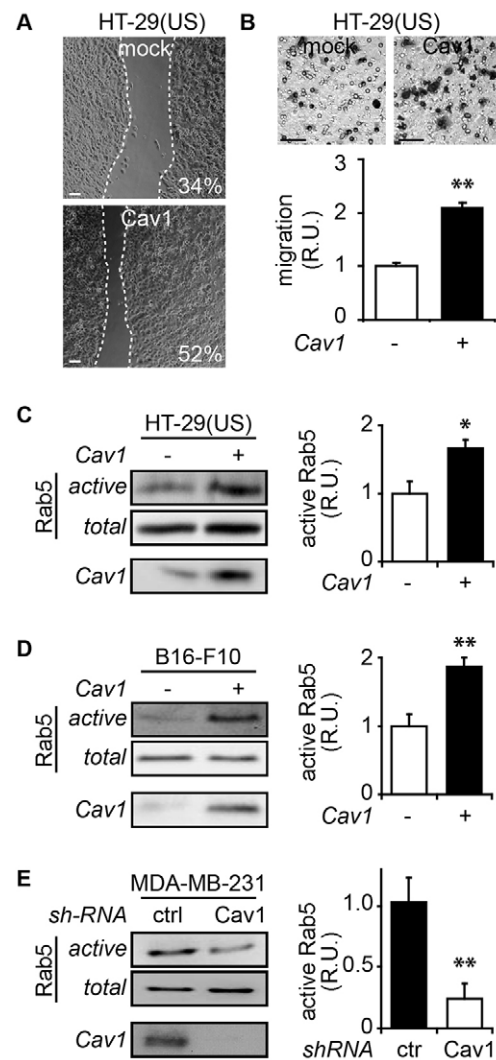 A
HT-29(US)
mock
34%
Cav1
52%
B
HT-29(US)
mock
Cav1
migration
(R.U.)
3
2
1
0
**
Cav1
-
+
C
HT-29(US)
Cav1
-
+
Rab5
active
total
Cav1
active Rab5
(R.U.)
2
1
0
*
Cav1
-
+
D
B16-F10
Cav1
-
+
Rab5
active
total
Cav1
active Rab5
(R.U.)
2
1
0
**
Cav1
-
+
E
MDA-MB-231
sh-RNA
ctrl
Cav1
Rab5
active
total
Cav1
active Rab5
(R.U.)
1.0
0.5
0
**
shRNA
ctr
Cav1